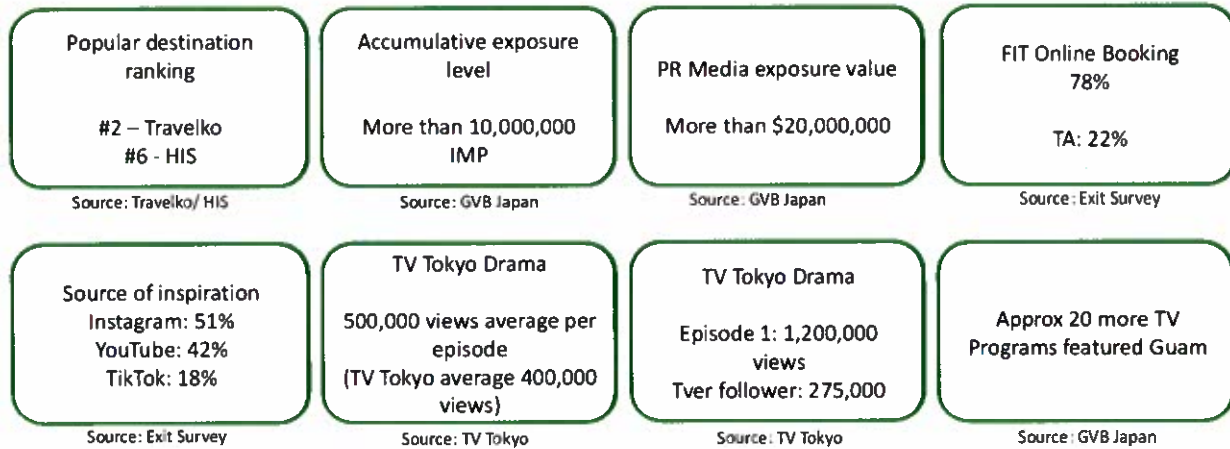 Popular destination
ranking
#2 – Travelko
#6 - HIS
Source: Travelko/ HIS
Accumulative exposure
level
More than 10,000,000
IMP
Source: GVB Japan
PR Media exposure value
More than $20,000,000
Source: GVB Japan
FIT Online Booking
78%
TA: 22%
Source: Exit Survey
Source of inspiration
Instagram: 51%
YouTube: 42%
TikTok: 18%
Source: Exit Survey
TV Tokyo Drama
500,000 views average per
episode
(TV Tokyo average 400,000
views)
Source: TV Tokyo
TV Tokyo Drama
Episode 1: 1,200,000
views
Tver follower: 275,000
Source: TV Tokyo
Approx 20 more TV
Programs featured Guam
Source: GVB Japan